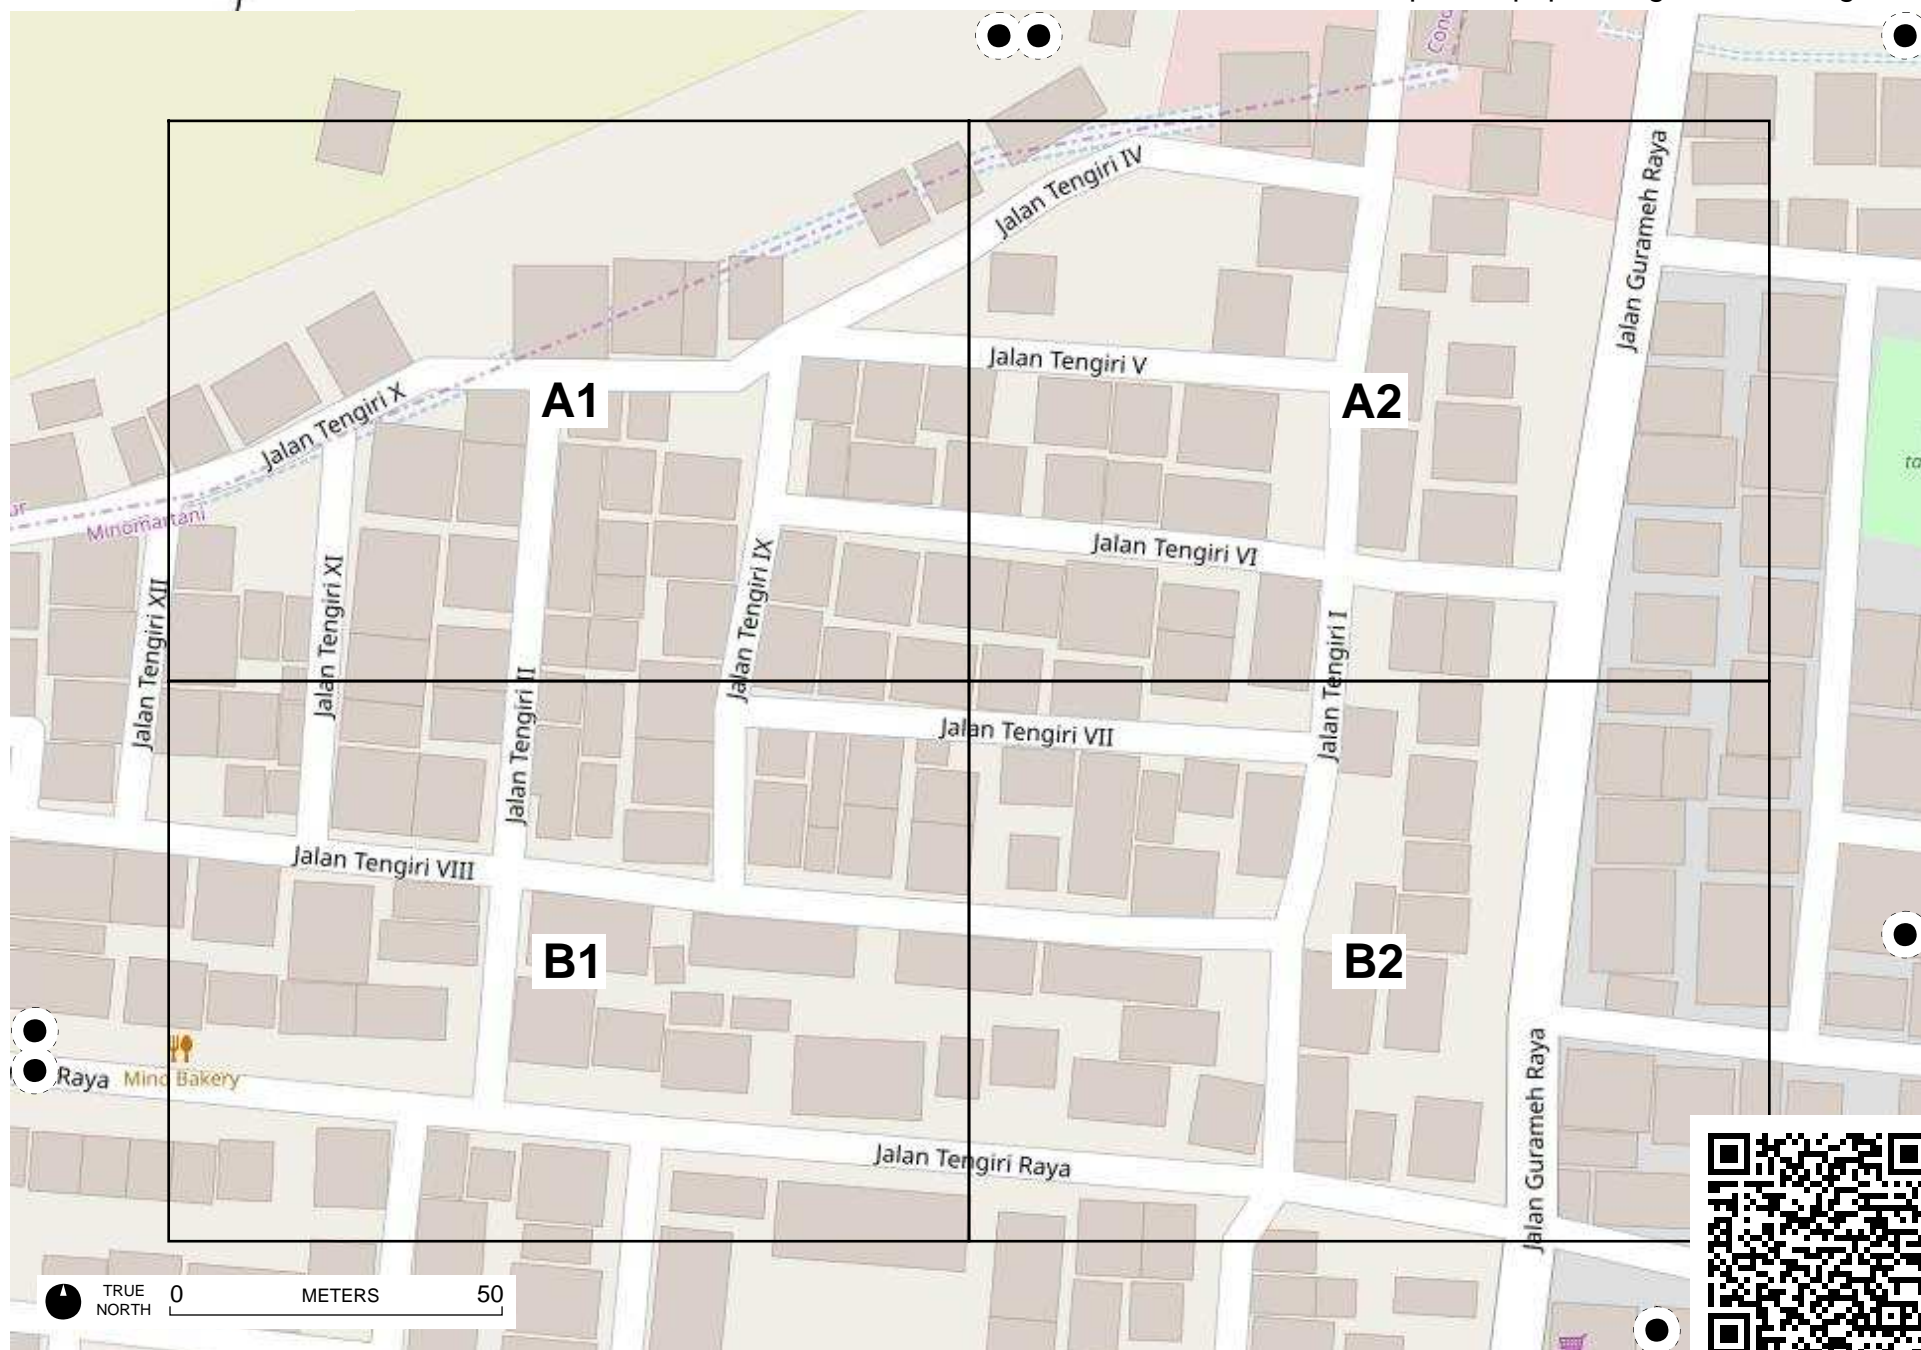 Jalan Tengiri IV
Jalan Gurameh Raya
Jalan Tengiri V
A1
A2
Jalan Tengiri X
Minomartani
Jalan Tengiri VI
Jalan Tengiri IX
Jalan Tengiri XI
Jalan Tengiri XII
Jalan Tengiri I
Jalan Tengiri II
Jalan Tengiri VII
Jalan Tengiri VIII
B1
B2
Raya
Mino Bakery
Jalan Gurameh Raya
Jalan Tengiri Raya
TRUE NORTH
0 METERS 50